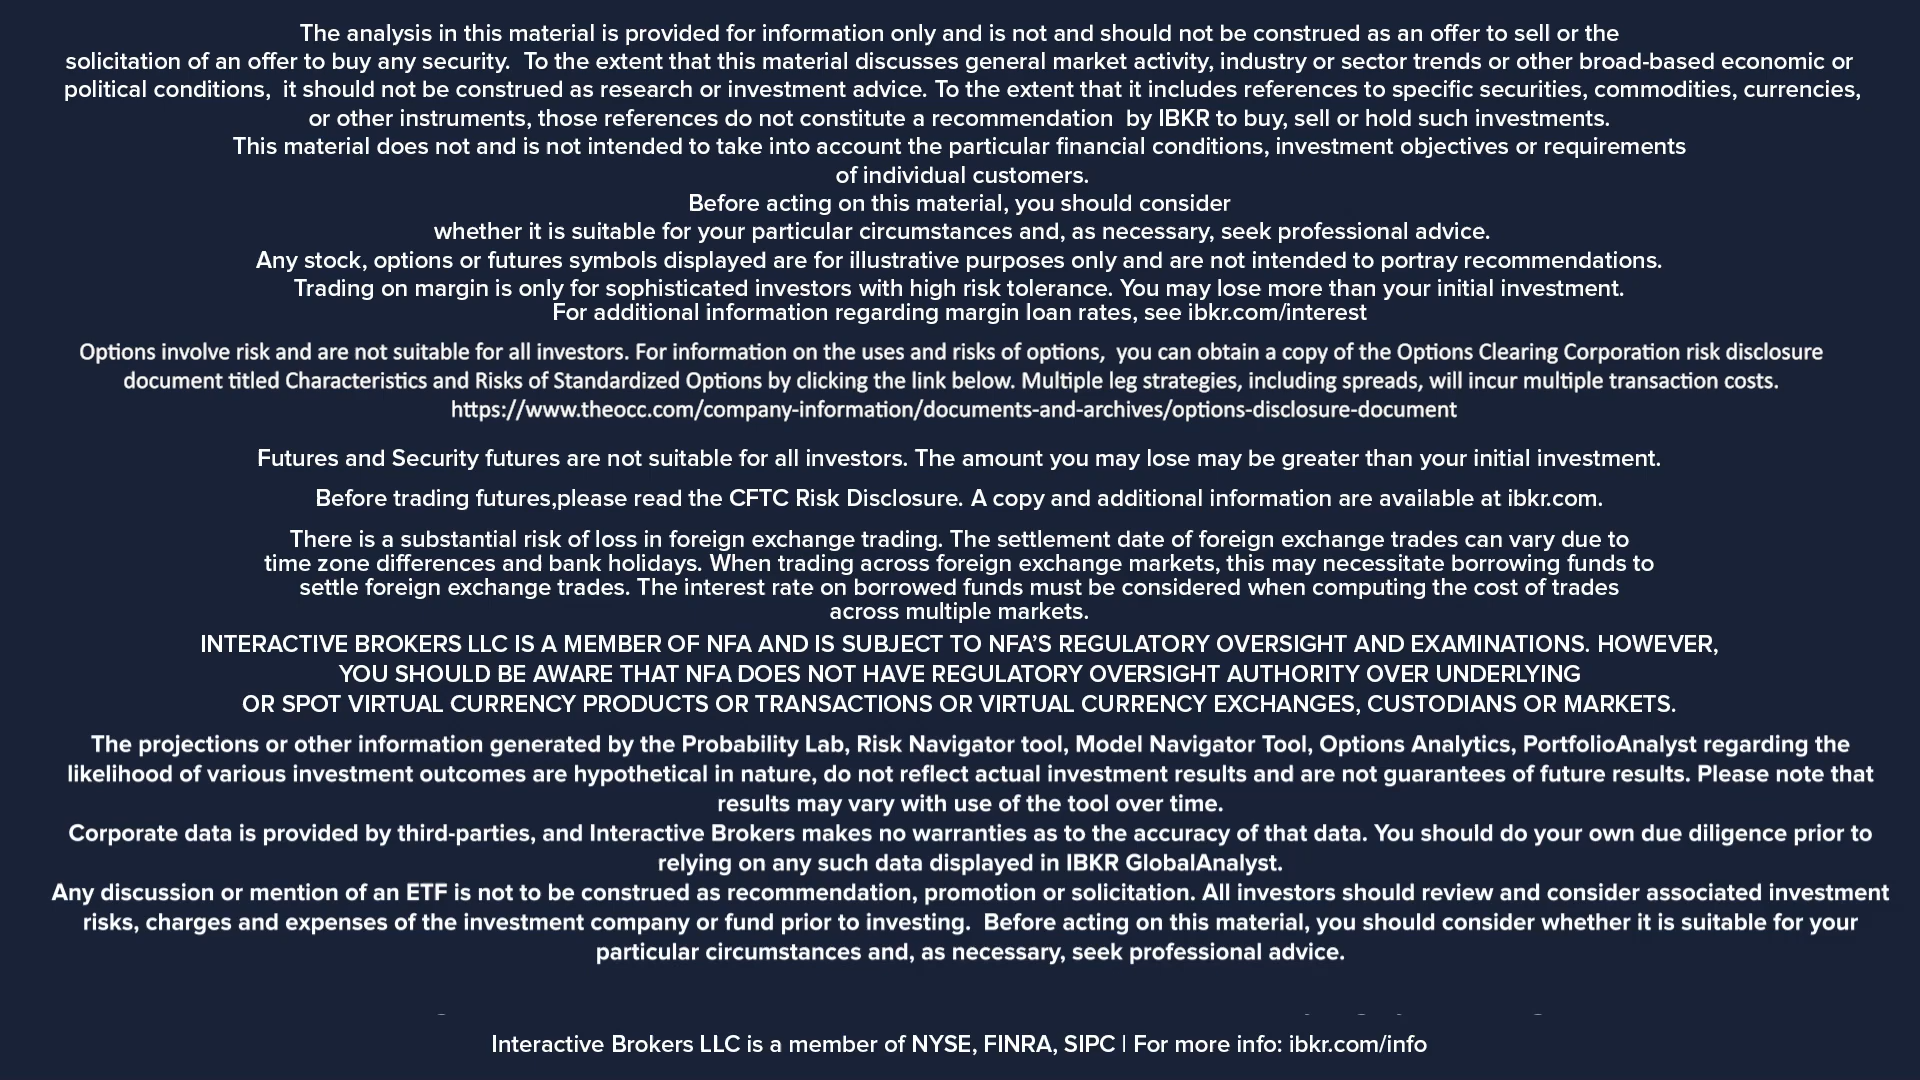 The analysis in this material is provided for information only and is not and should not be construed as an offer to sell or the
solicitation of an offer to buy any security.  To the extent that this material discusses general market activity, industry or sector trends or other broad-based economic or
political conditions,  it should not be construed as research or investment advice. To the extent that it includes references to specific securities, commodities, currencies,
or other instruments, those references do not constitute a recommendation  by IBKR to buy, sell or hold such investments.
This material does not and is not intended to take into account the particular financial conditions, investment objectives or requirements
of individual customers.
Before acting on this material, you should consider
whether it is suitable for your particular circumstances and, as necessary, seek professional advice.
Any stock, options or futures symbols displayed are for illustrative purposes only and are not intended to portray recommendations.
Trading on margin is only for sophisticated investors with high risk tolerance. You may lose more than your initial investment.
For additional information regarding margin loan rates, see ibkr.com/interest
Options involve risk and are not suitable for all investors. For information on the uses and risks of options,  you can obtain a copy of the Options Clearing Corporation risk disclosure
document titled Characteristics and Risks of Standardized Options by clicking the link below. Multiple leg strategies, including spreads, will incur multiple transaction costs.
https://www.theocc.com/company-information/documents-and-archives/options-disclosure-document
Futures and Security futures are not suitable for all investors. The amount you may lose may be greater than your initial investment.
Before trading futures,please read the CFTC Risk Disclosure. A copy and additional information are available at ibkr.com.
There is a substantial risk of loss in foreign exchange trading. The settlement date of foreign exchange trades can vary due to
time zone differences and bank holidays. When trading across foreign exchange markets, this may necessitate borrowing funds to
settle foreign exchange trades. The interest rate on borrowed funds must be considered when computing the cost of trades
across multiple markets.
INTERACTIVE BROKERS LLC IS A MEMBER OF NFA AND IS SUBJECT TO NFA'S REGULATORY OVERSIGHT AND EXAMINATIONS. HOWEVER,
YOU SHOULD BE AWARE THAT NFA DOES NOT HAVE REGULATORY OVERSIGHT AUTHORITY OVER UNDERLYING
OR SPOT VIRTUAL CURRENCY PRODUCTS OR TRANSACTIONS OR VIRTUAL CURRENCY EXCHANGES, CUSTODIANS OR MARKETS.
The projections or other information generated by the Probability Lab, Risk Navigator tool, Model Navigator Tool, Options Analytics, PortfolioAnalyst regarding the
likelihood of various investment outcomes are hypothetical in nature, do not reflect actual investment results and are not guarantees of future results. Please note that
results may vary with use of the tool over time.
Corporate data is provided by third-parties, and Interactive Brokers makes no warranties as to the accuracy of that data. You should do your own due diligence prior to
relying on any such data displayed in IBKR GlobalAnalyst.
Any discussion or mention of an ETF is not to be construed as recommendation, promotion or solicitation. All investors should review and consider associated investment
risks, charges and expenses of the investment company or fund prior to investing.  Before acting on this material, you should consider whether it is suitable for your
particular circumstances and, as necessary, seek professional advice.
Interactive Brokers LLC is a member of NYSE, FINRA, SIPC | For more info: ibkr.com/info